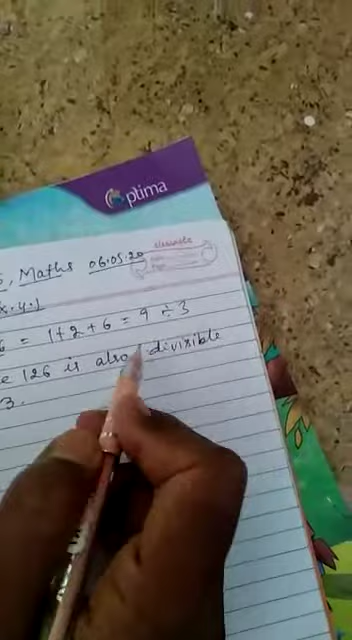 Optima
classmate
Maths 06.05.20
x.4.1
6 = 1+2+6 = 9 ÷ 3
126 is also divisible
3.